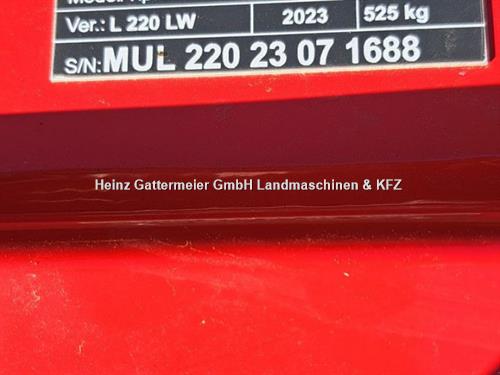 Ver.: L 220 LW 2023 525 kg
S/N: MUL 220 23 07 1688
Heinz Gattermeier GmbH Landmaschinen & KFZ